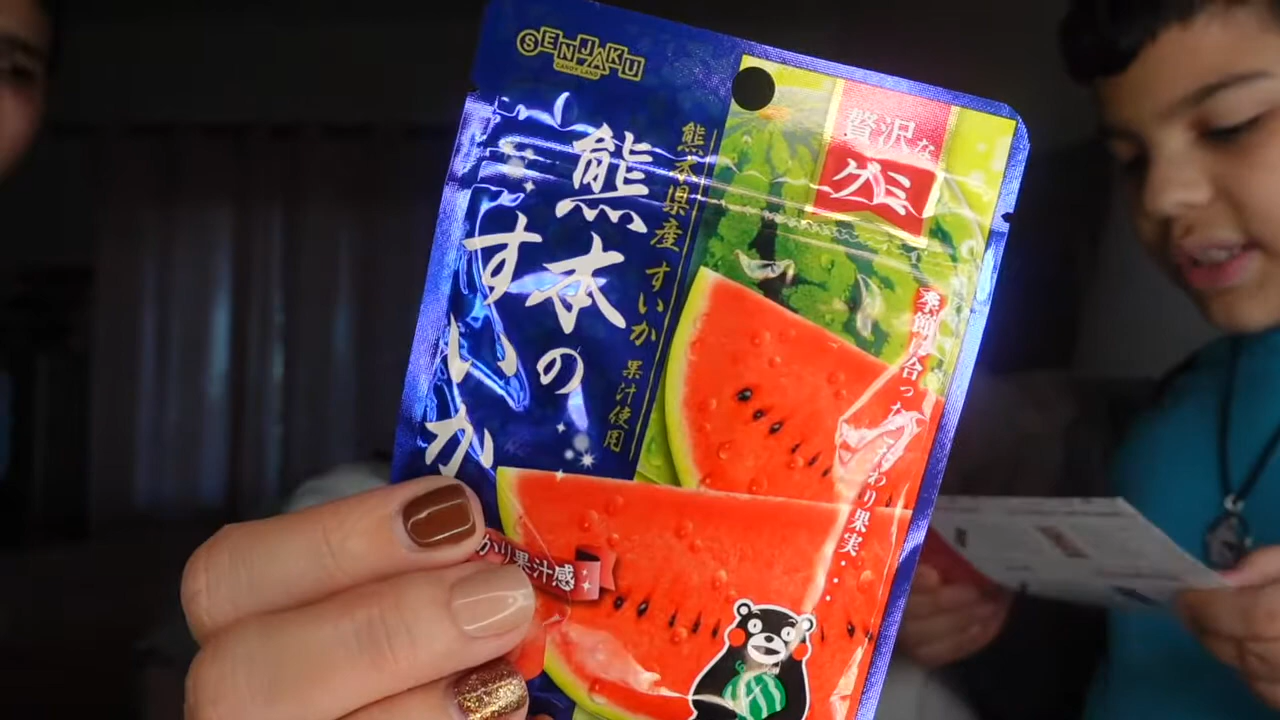 SENJAKU
CANDY LAND
贅沢な
グミ
熊本県産 すいか 果汁使用
熊本の
すいか
季節に合ったこだわり果実・・・・
かり果汁感